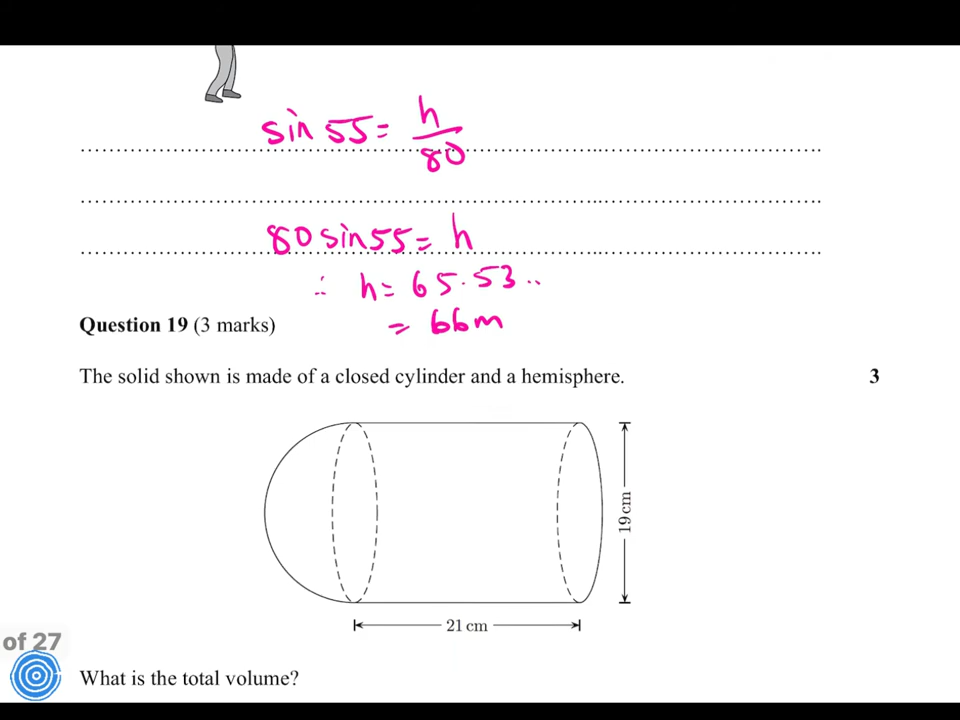 sin 55 = h/80
80 sin 55 = h
∴ h = 65.53..
= 66m
Question 19 (3 marks)
The solid shown is made of a closed cylinder and a hemisphere. 3
19 cm
21 cm
of 27
What is the total volume?